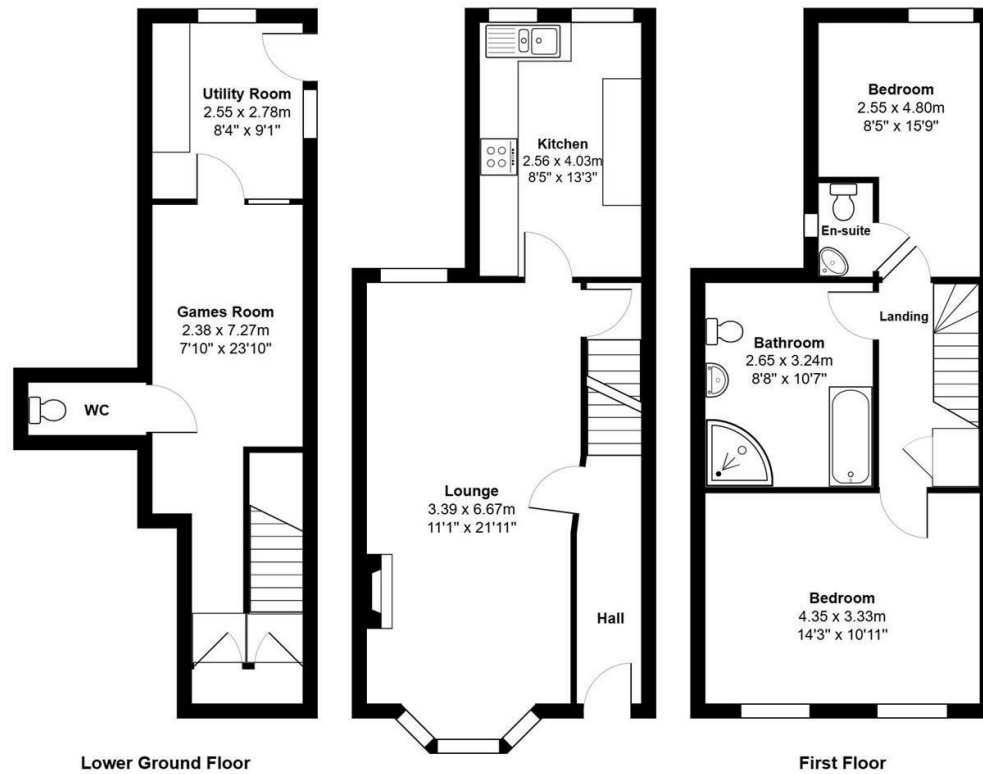 Utility Room
2.55 x 2.78m
8'4" x 9'1"
Games Room
2.38 x 7.27m
7'10" x 23'10"
WC
Lower Ground Floor
Kitchen
2.56 x 4.03m
8'5" x 13'3"
Lounge
3.39 x 6.67m
11'1" x 21'11"
Hall
Bedroom
2.55 x 4.80m
8'5" x 15'9"
En-suite
Landing
Bathroom
2.65 x 3.24m
8'8" x 10'7"
Bedroom
4.35 x 3.33m
14'3" x 10'11"
First Floor